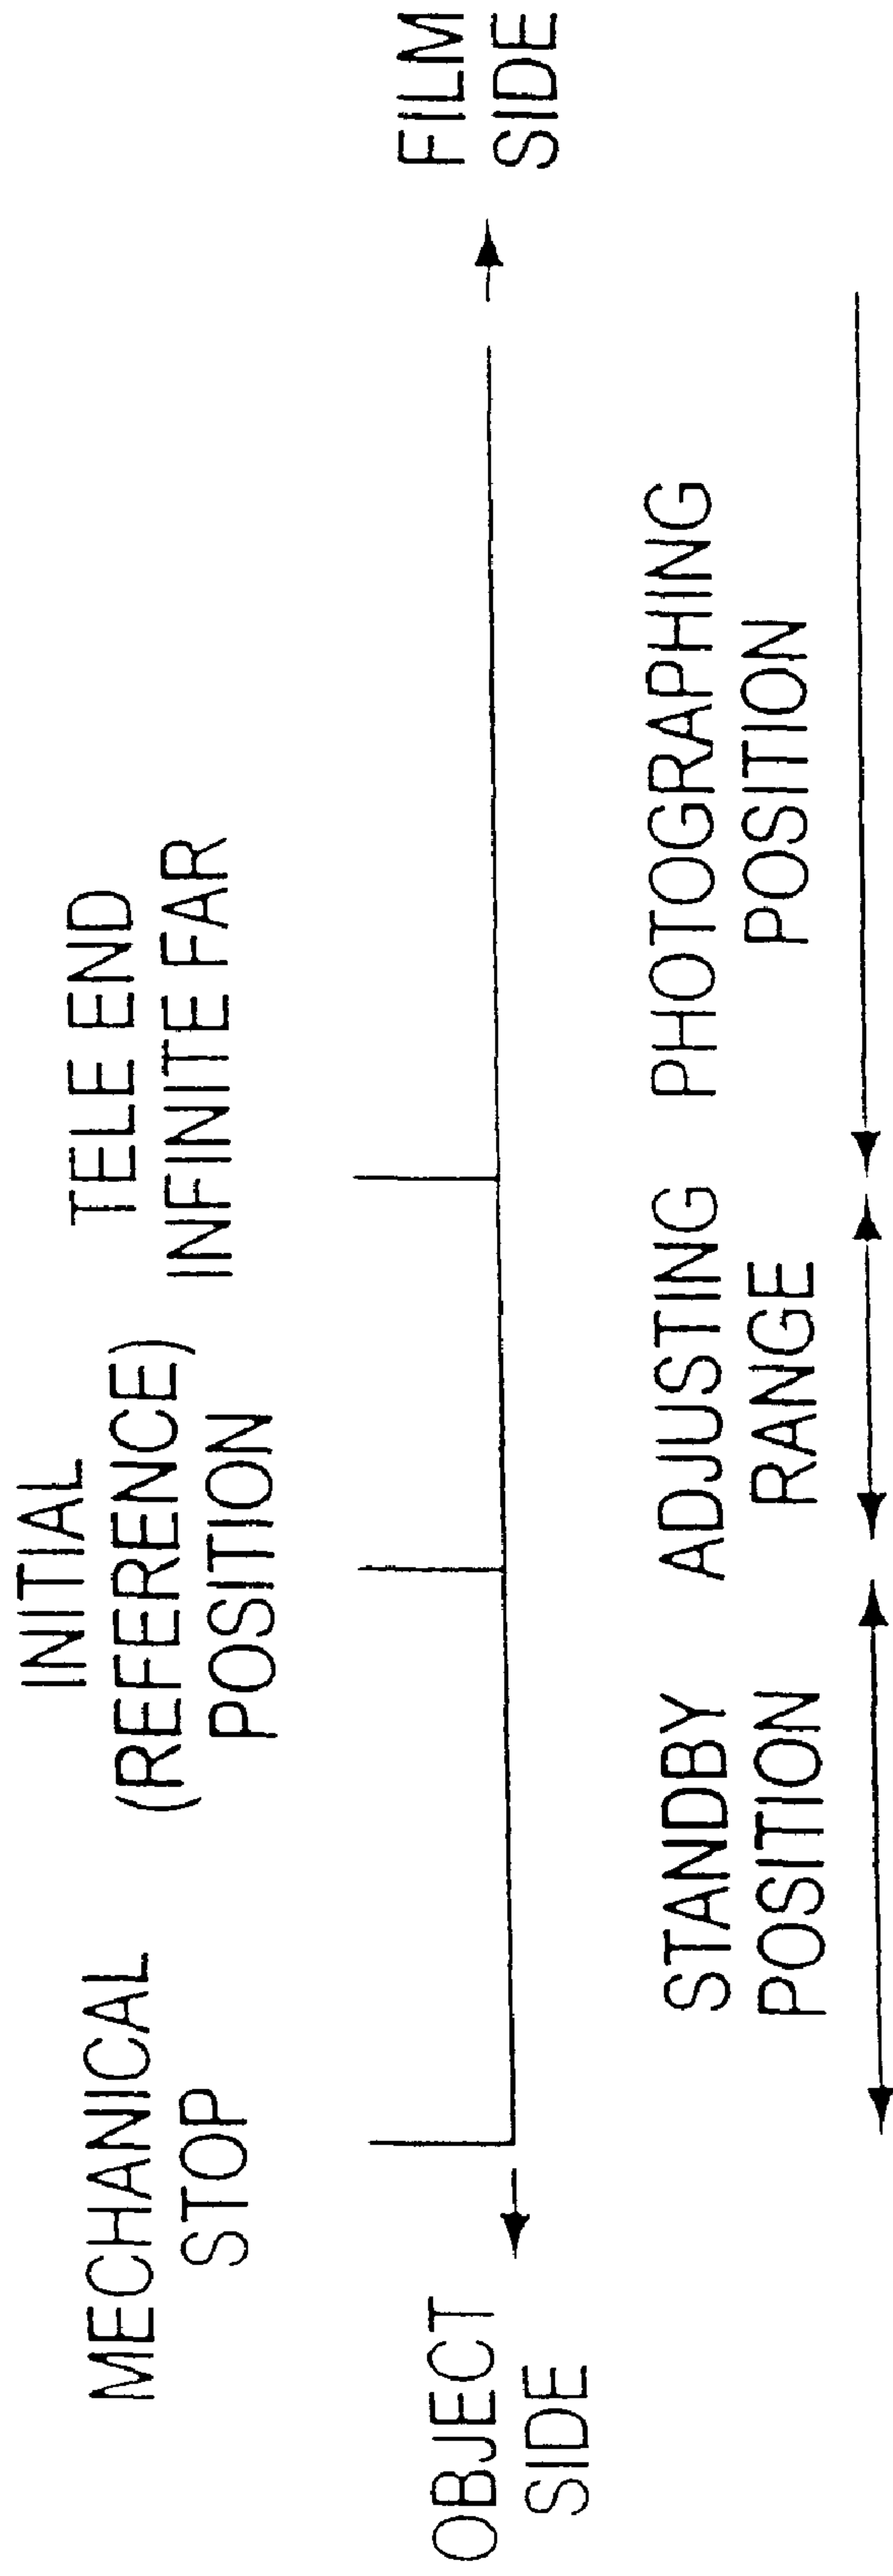 MECHANICAL
STOP
INITIAL
(REFERENCE)
POSITION
TELE END
INFINITE FAR
OBJECT
SIDE
FILM
SIDE
STANDBY
POSITION
ADJUSTING
RANGE
PHOTOGRAPHING
POSITION